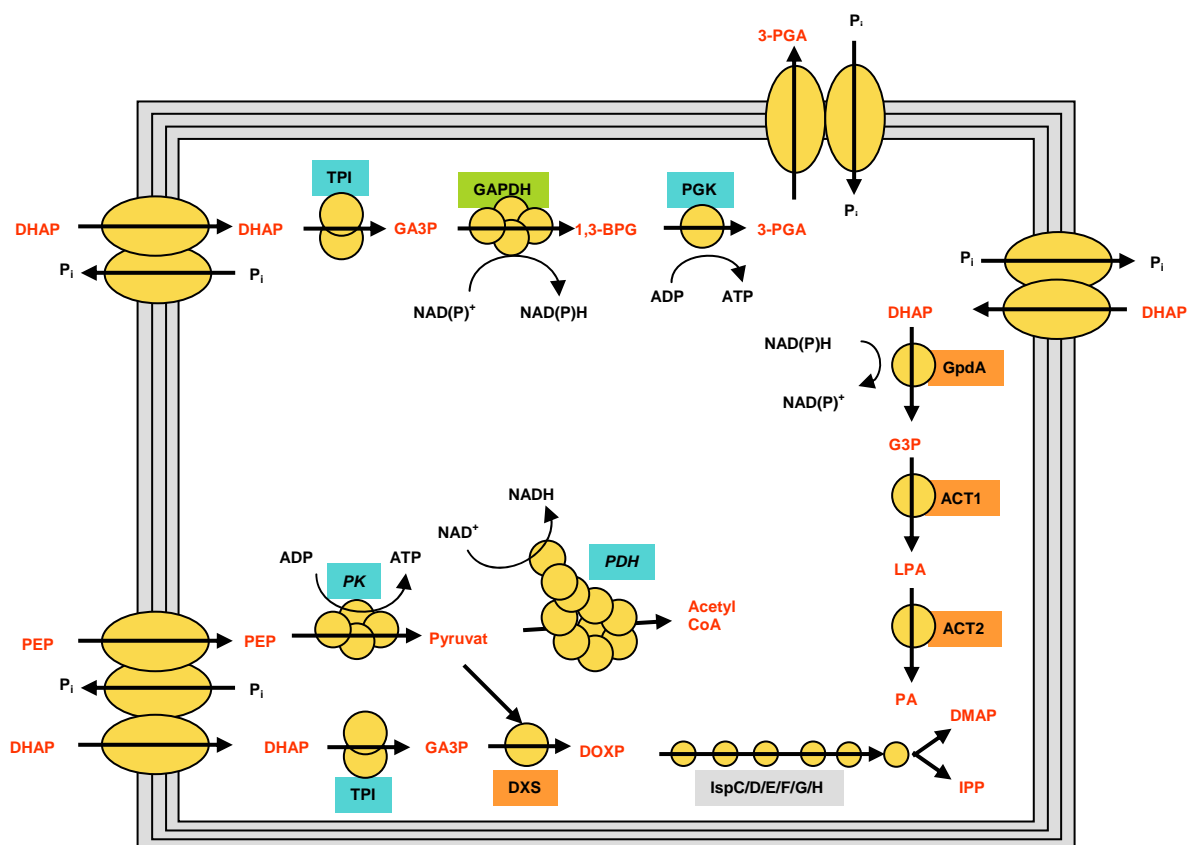 3-PGA
Pᵢ
TPI
GAPDH
PGK
Pᵢ
DHAP
DHAP
GA3P
1,3-BPG
3-PGA
Pᵢ
Pᵢ
Pᵢ
Pᵢ
NAD(P)⁺
NAD(P)H
ADP
ATP
DHAP
DHAP
NAD(P)H
GpdA
NAD(P)⁺
G3P
ACT1
NADH
NAD⁺
ADP
ATP
PK
PDH
LPA
Acetyl
CoA
PEP
PEP
Pyruvat
ACT2
Pᵢ
Pᵢ
PA
DMAP
DHAP
DHAP
GA3P
DOXP
TPI
DXS
IspC/D/E/F/G/H
IPP